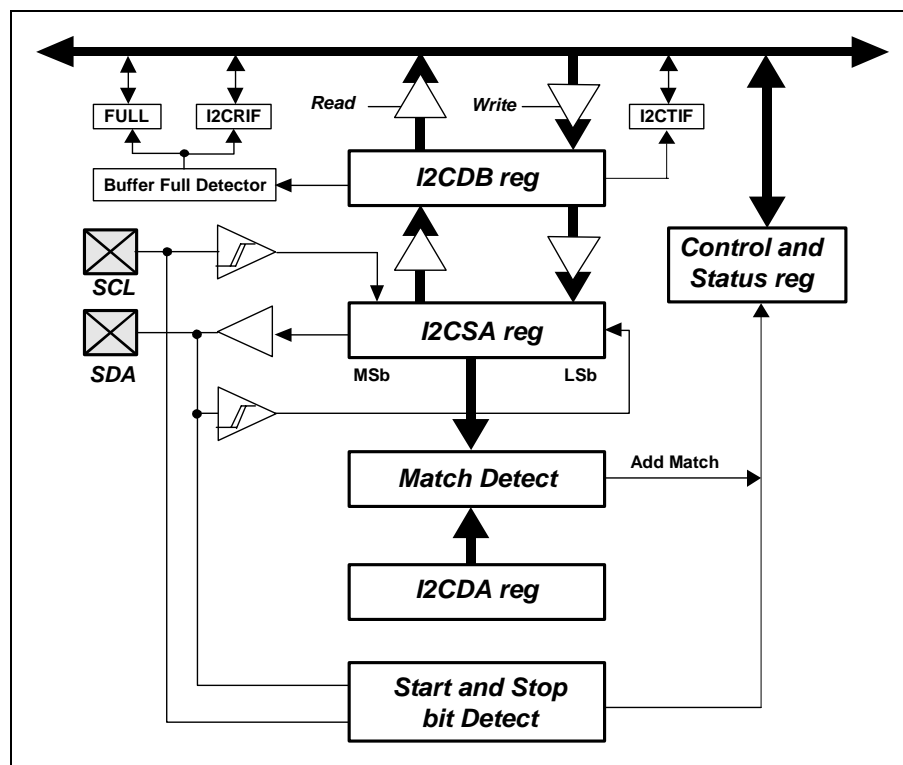 Read
Write
FULL
I2CRIF
I2CTIF
Buffer Full Detector
I2CDB reg
Control and
Status reg
SCL
SDA
I2CSA reg
MSb
LSb
Match Detect
Add Match
I2CDA reg
Start and Stop
bit Detect